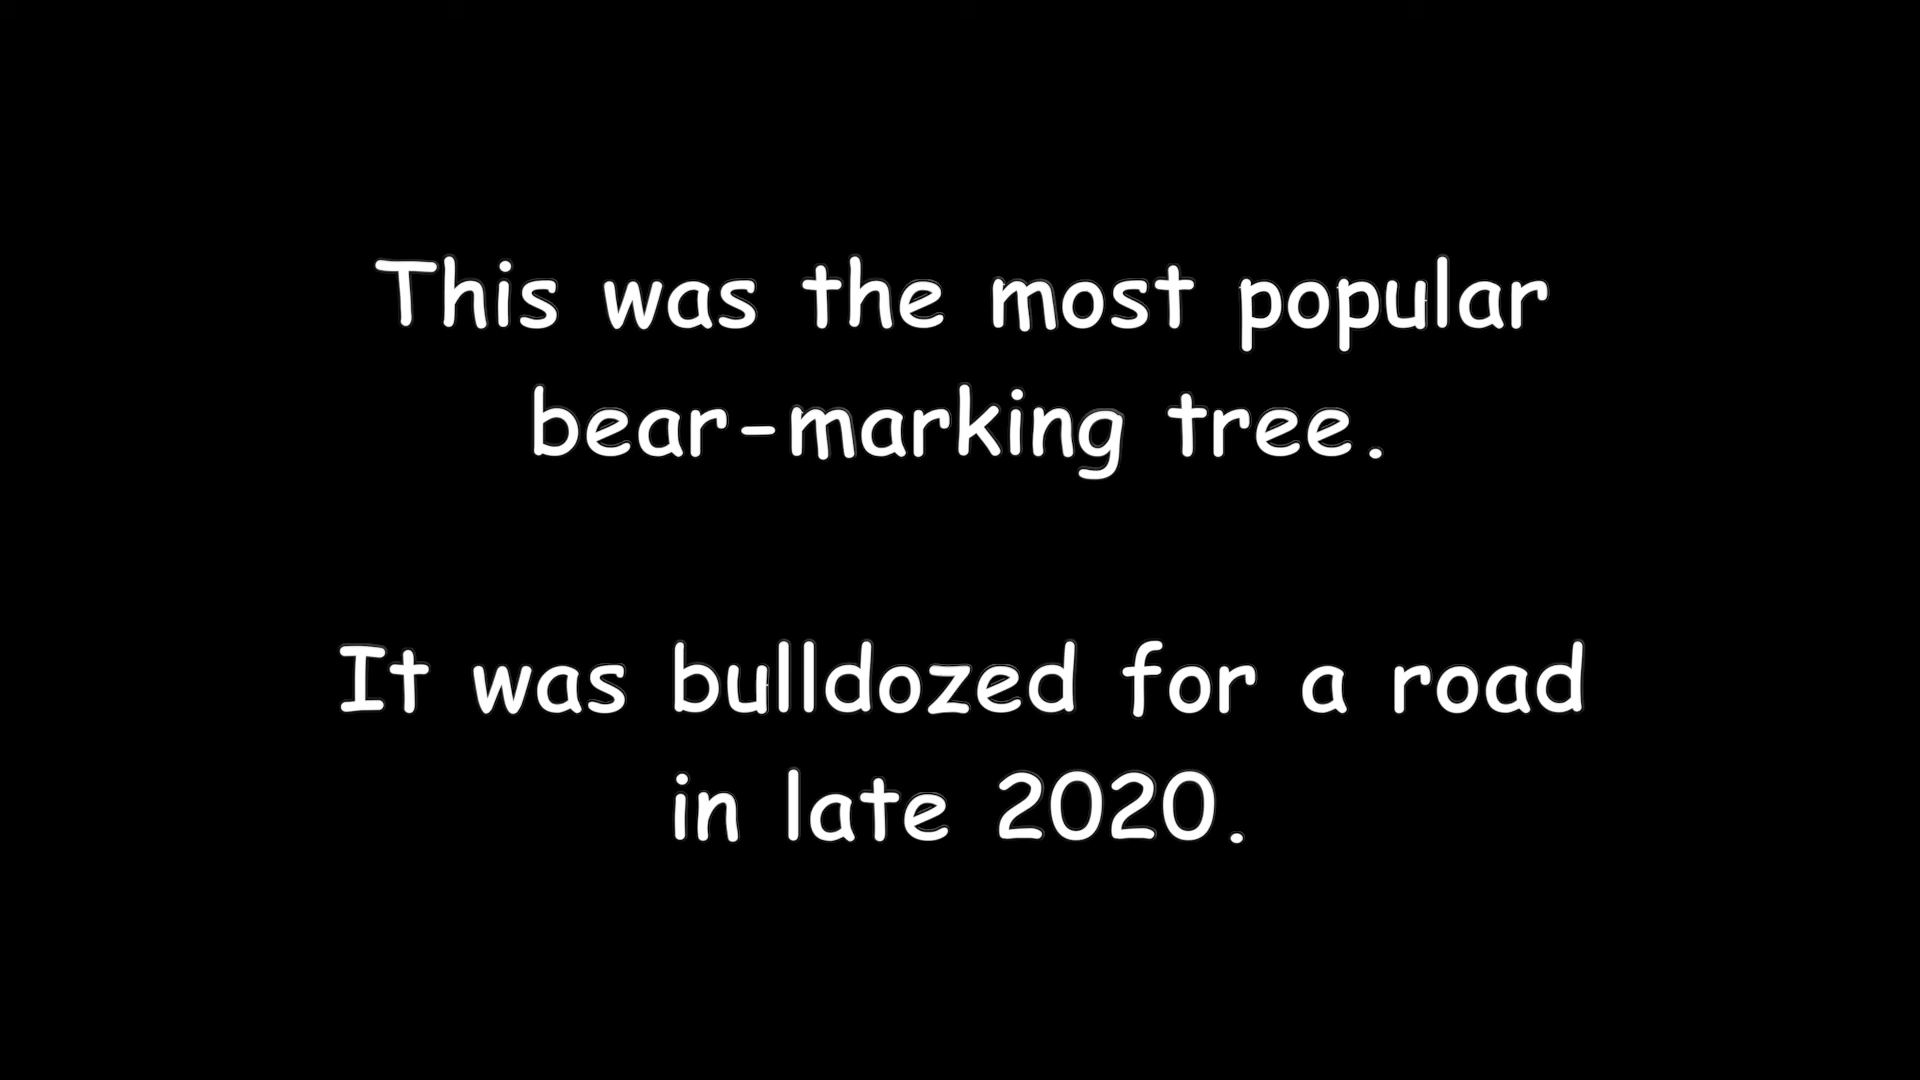 This was the most popular
bear-marking tree.
It was bulldozed for a road
in late 2020.